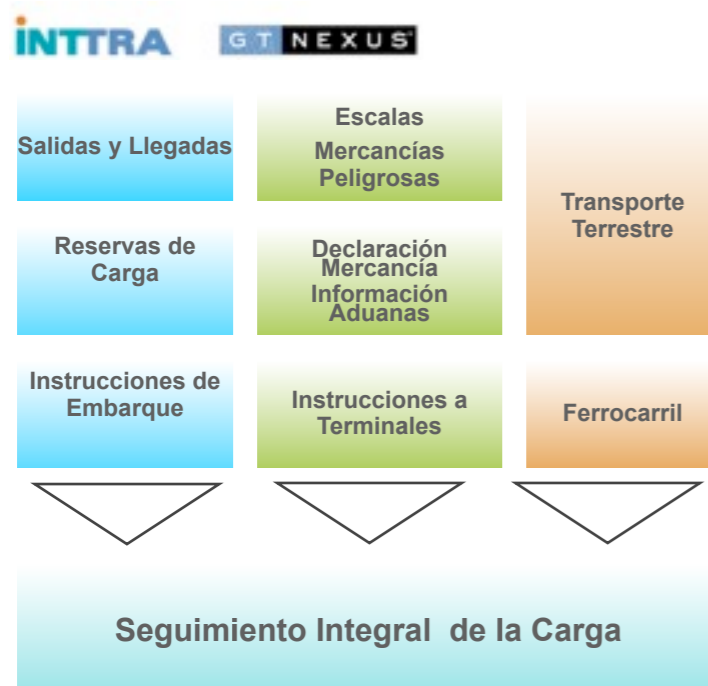 INTTRA
GT NEXUS
Salidas y Llegadas
Escalas
Mercancías
Peligrosas
Transporte
Terrestre
Reservas de
Carga
Declaración
Mercancía
Información
Aduanas
Instrucciones de
Embarque
Instrucciones a
Terminales
Ferrocarril
Seguimiento Integral de la Carga